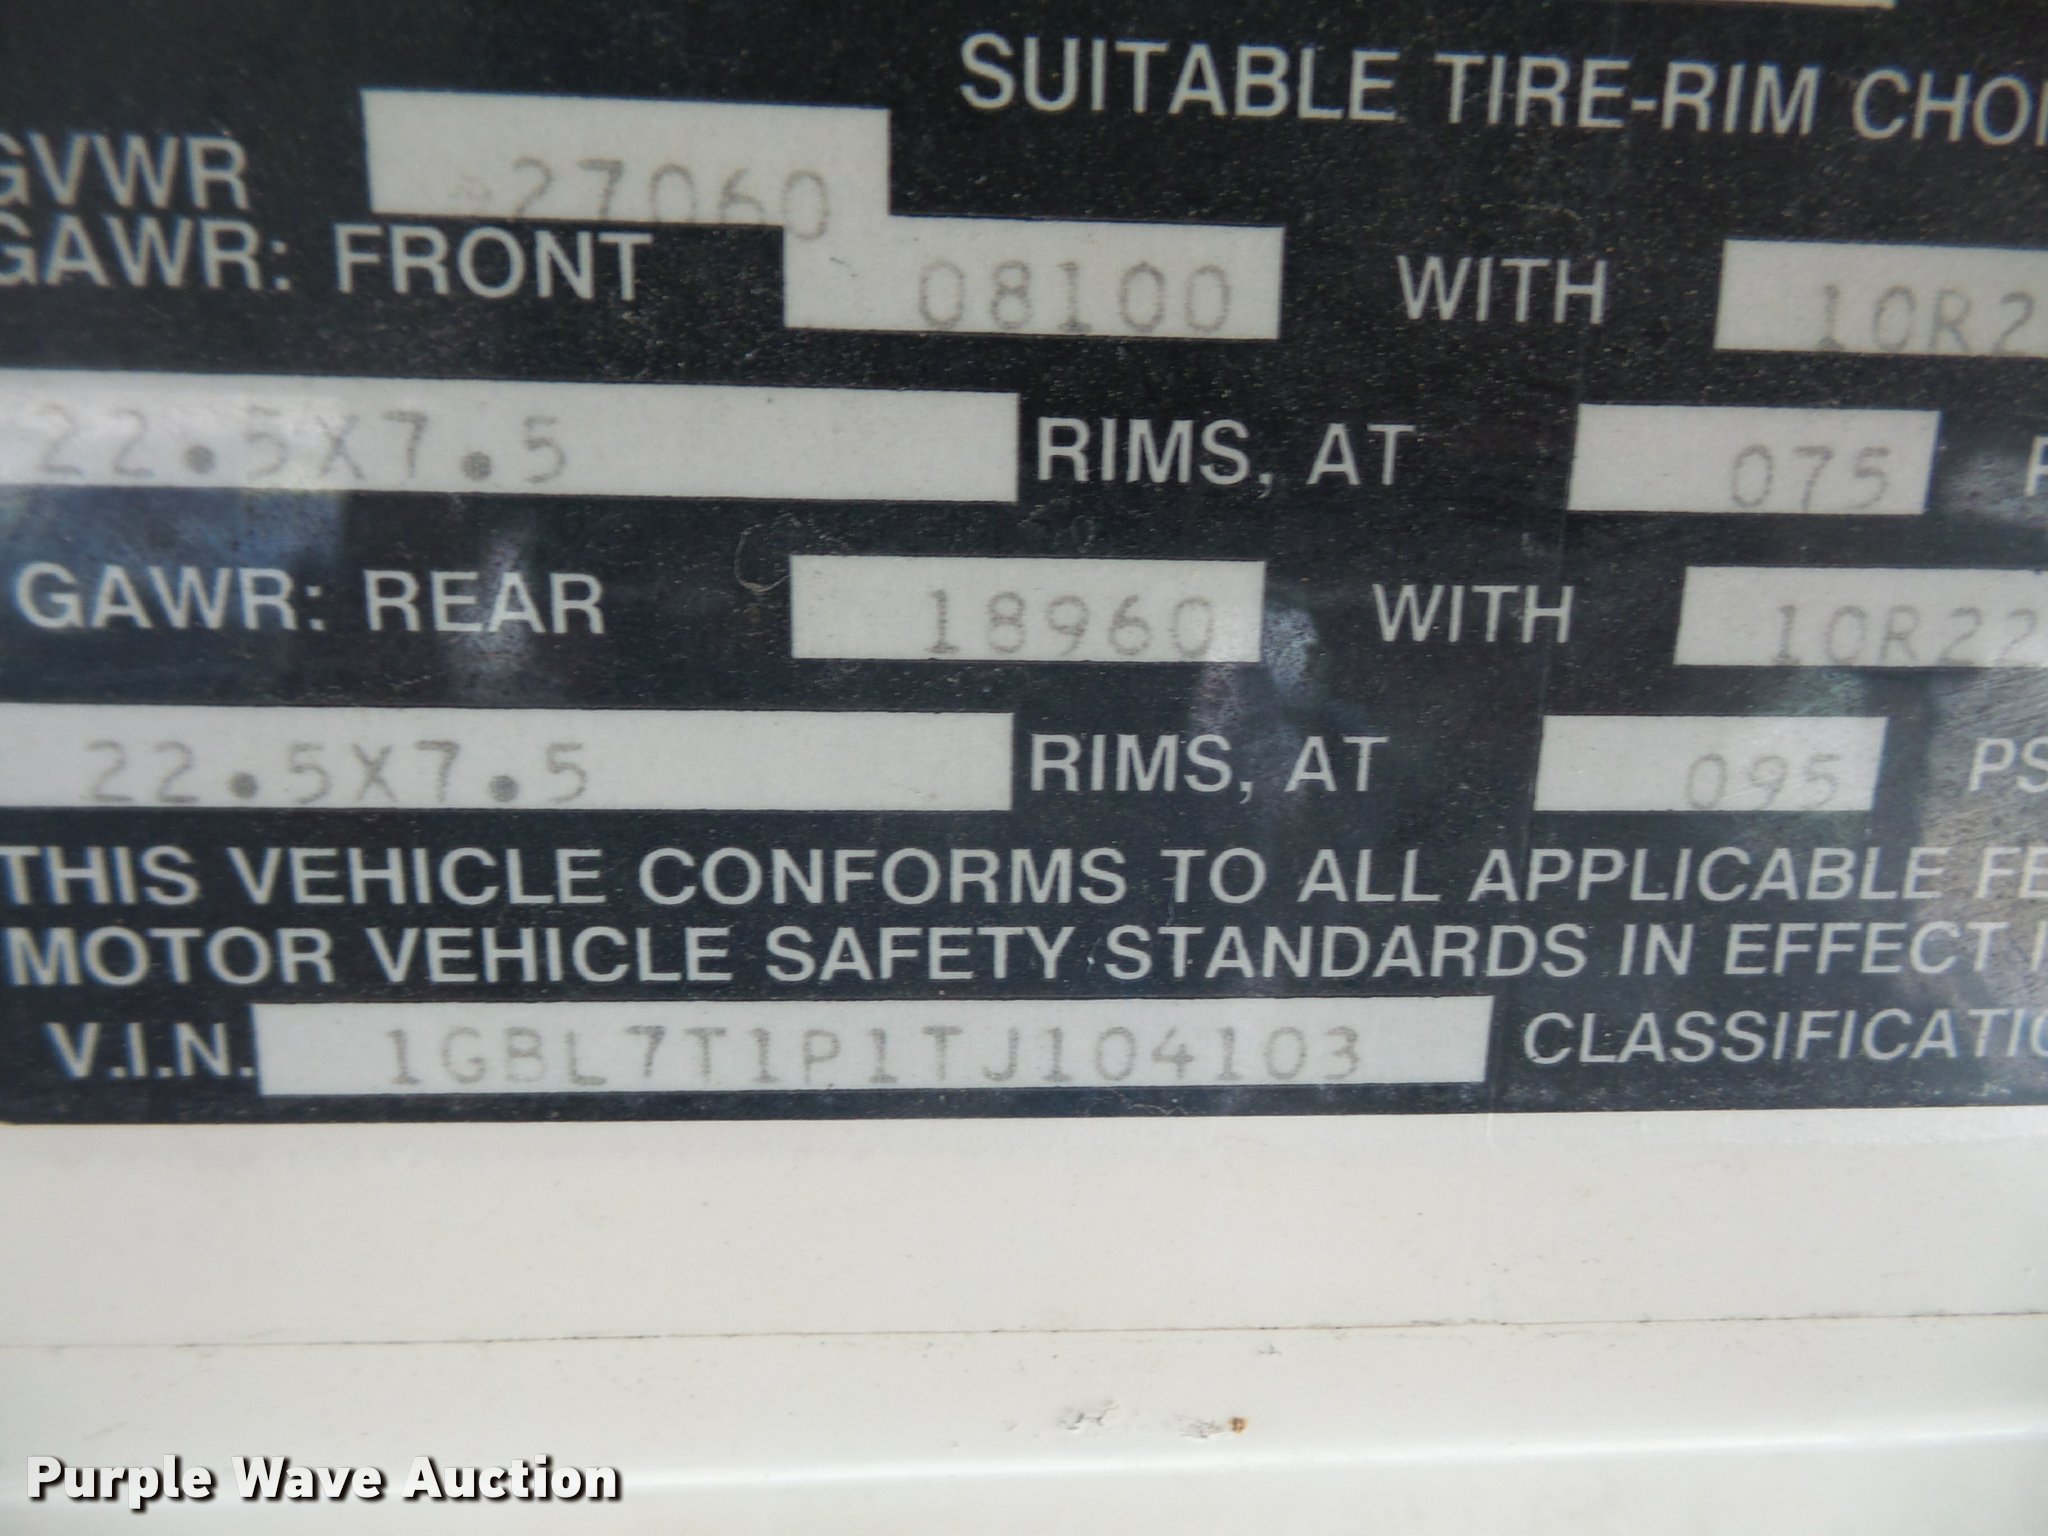 SUITABLE TIRE-RIM CHOI
GVWR 27060
GAWR: FRONT 08100 WITH 10R22
22.5X7.5 RIMS, AT 075 P
GAWR: REAR 18960 WITH 10R22
22.5X7.5 RIMS, AT 095 PS
THIS VEHICLE CONFORMS TO ALL APPLICABLE FE
MOTOR VEHICLE SAFETY STANDARDS IN EFFECT I
V.I.N. 1GBL7T1P1TJ104103 CLASSIFICATIO
Purple Wave Auction